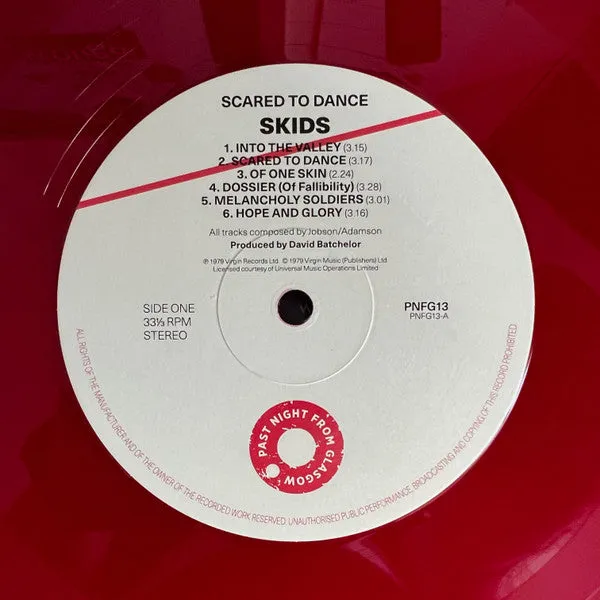 SCARED TO DANCE
SKIDS
1. INTO THE VALLEY (3.15)
2. SCARED TO DANCE (3.17)
3. OF ONE SKIN (2.24)
4. DOSSIER (Of Fallibility) (3.28)
5. MELANCHOLY SOLDIERS (3.01)
6. HOPE AND GLORY (3.16)
All tracks composed by Jobson/Adamson
Produced by David Batchelor
℗ 1979 Virgin Records Ltd. © 1979 Virgin Music (Publishers) Ltd
Licensed courtesy of Universal Music Operations Limited
SIDE ONE
33⅓ RPM
STEREO
PNFG13
PNFG13-A
PAST NIGHT FROM GLASGOW
ALL RIGHTS OF THE MANUFACTURER AND OF THE OWNER OF THE RECORDED WORK RESERVED. UNAUTHORISED PUBLIC PERFORMANCE, BROADCASTING AND COPYING OF THIS RECORD PROHIBITED